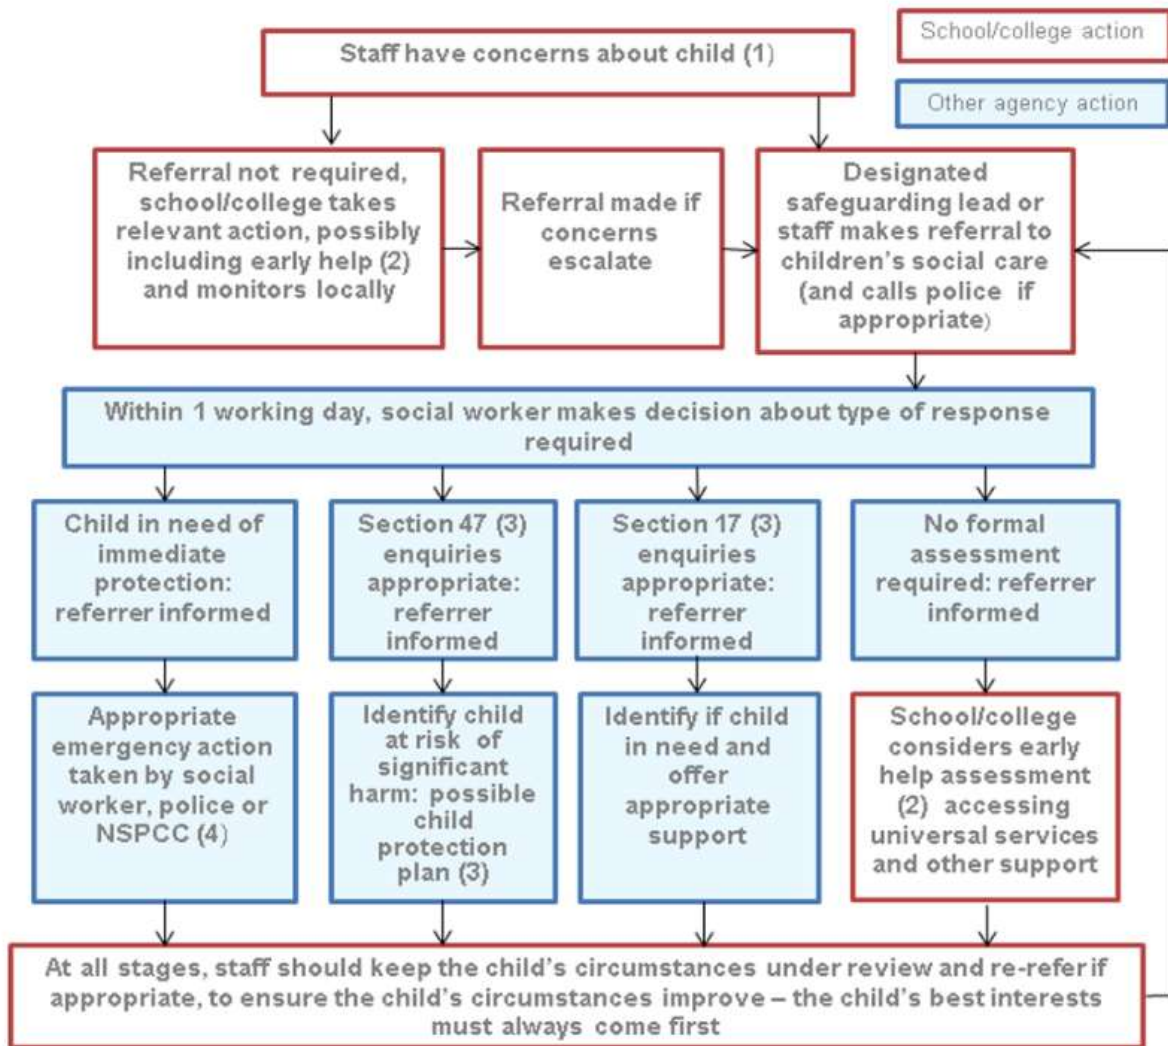 School/college action
Staff have concerns about child (1)
Other agency action
Referral not required,
school/college takes
relevant action, possibly
including early help (2)
and monitors locally
Referral made if
concerns
escalate
Designated
safeguarding lead or
staff makes referral to
children's social care
(and calls police if
appropriate)
Within 1 working day, social worker makes decision about type of response
required
Child in need of
immediate
protection:
referrer informed
Section 47 (3)
enquiries
appropriate:
referrer
informed
Section 17 (3)
enquiries
appropriate:
referrer
informed
No formal
assessment
required: referrer
informed
Appropriate
emergency action
taken by social
worker, police or
NSPCC (4)
Identify child
at risk of
significant
harm: possible
child
protection
plan (3)
Identify if child
in need and
offer
appropriate
support
School/college
considers early
help assessment
(2) accessing
universal services
and other support
At all stages, staff should keep the child's circumstances under review and re-refer if
appropriate, to ensure the child's circumstances improve – the child's best interests
must always come first